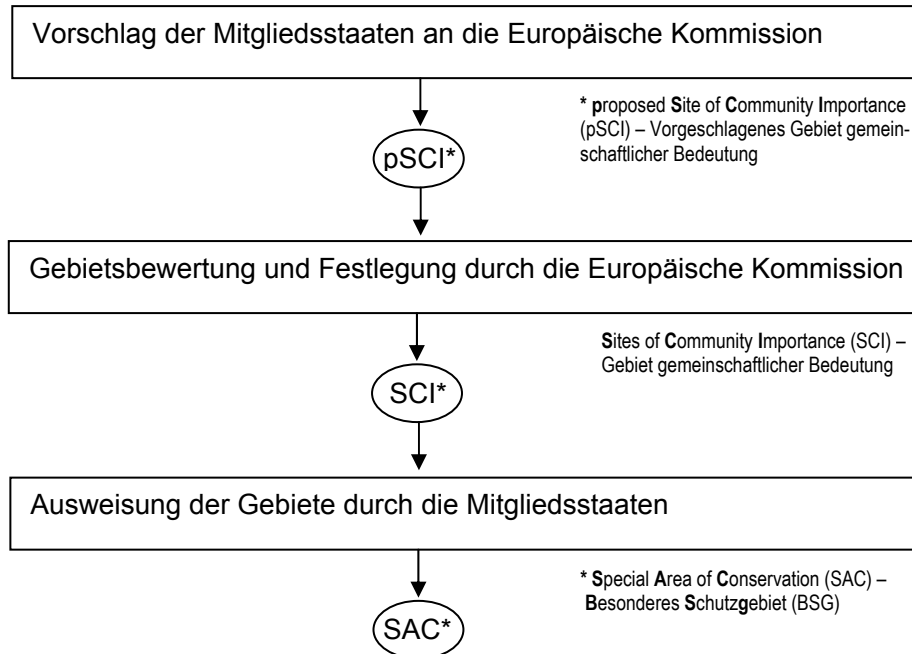 Vorschlag der Mitgliedsstaaten an die Europäische Kommission
* proposed Site of Community Importance
(pSCI) – Vorgeschlagenes Gebiet gemein-
schaftlicher Bedeutung
pSCI*
Gebietsbewertung und Festlegung durch die Europäische Kommission
Sites of Community Importance (SCI) –
Gebiet gemeinschaftlicher Bedeutung
SCI*
Ausweisung der Gebiete durch die Mitgliedsstaaten
* Special Area of Conservation (SAC) –
Besonderes Schutzgebiet (BSG)
SAC*